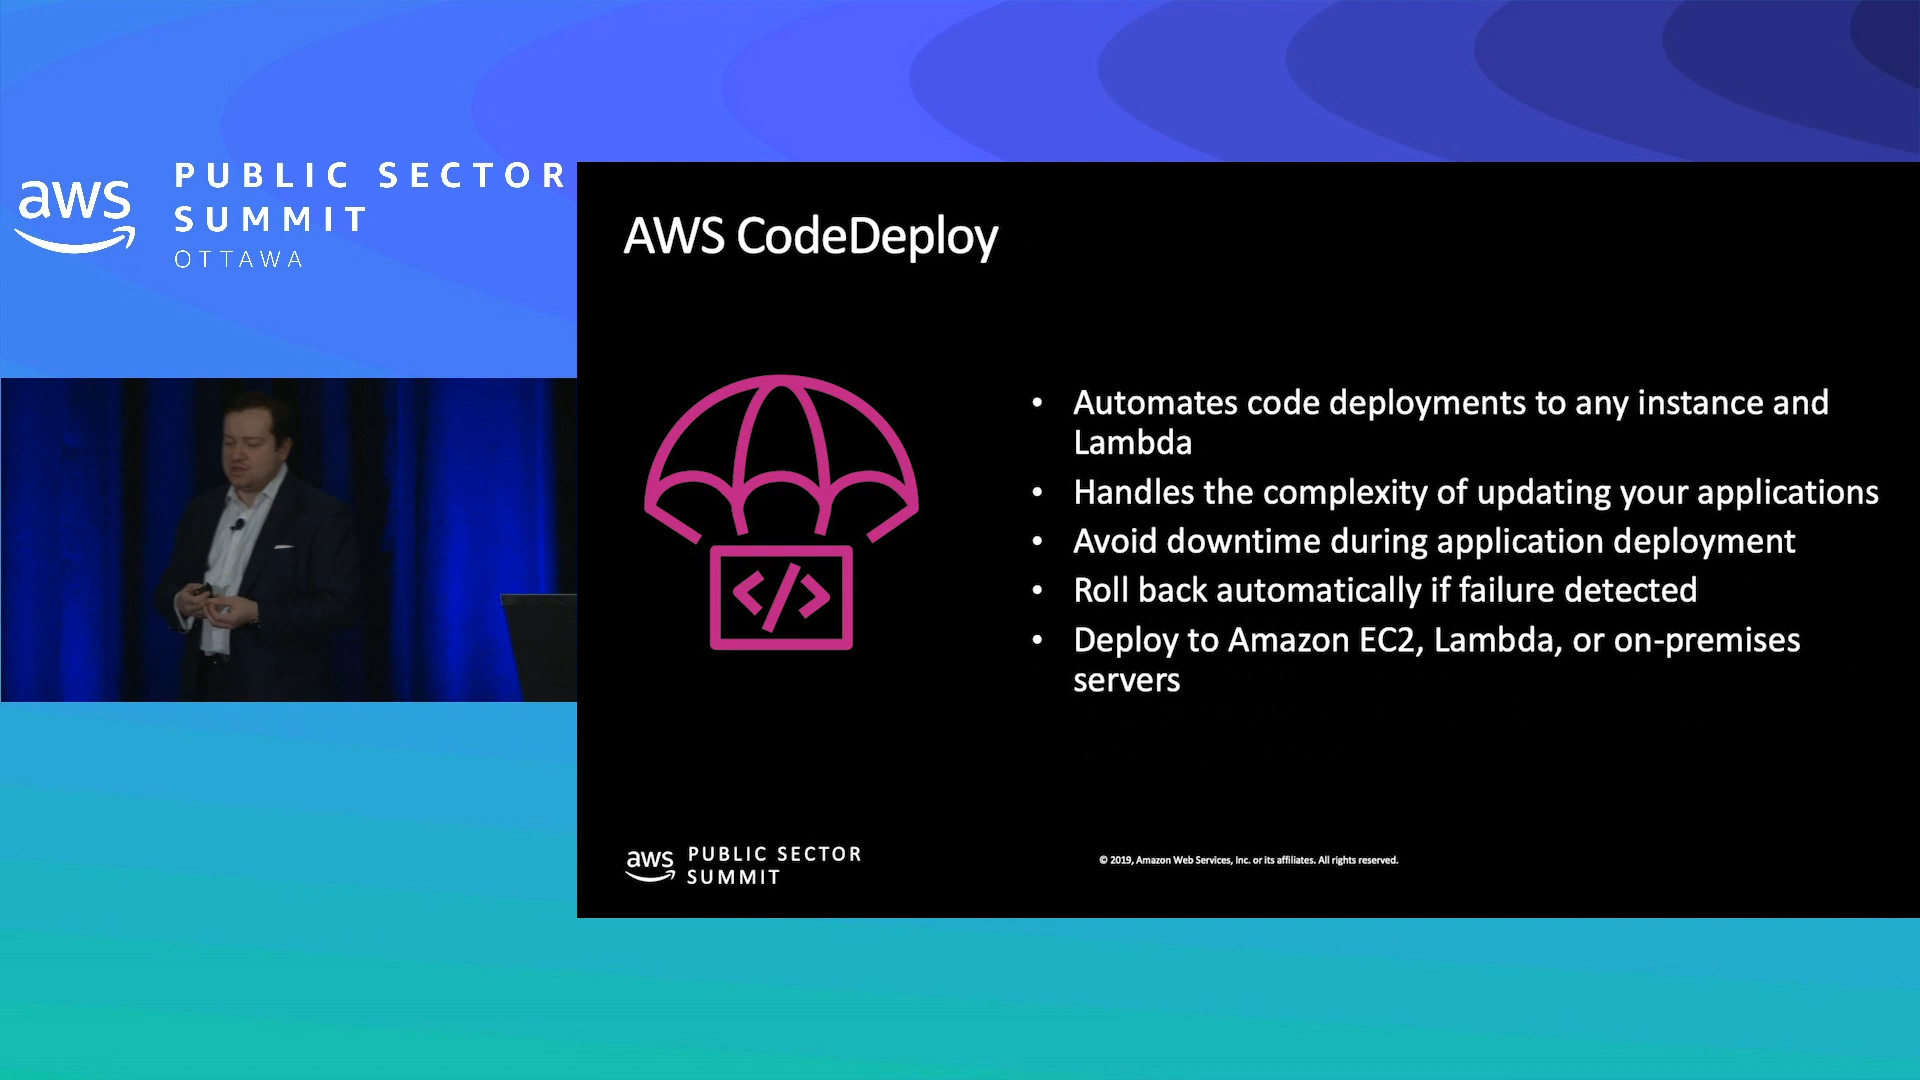 aws
PUBLIC SECTOR
SUMMIT
OTTAWA
AWS CodeDeploy
</>
• Automates code deployments to any instance and
Lambda
• Handles the complexity of updating your applications
• Avoid downtime during application deployment
• Roll back automatically if failure detected
• Deploy to Amazon EC2, Lambda, or on-premises
servers
aws
PUBLIC SECTOR
SUMMIT
© 2019, Amazon Web Services, Inc. or its affiliates. All rights reserved.